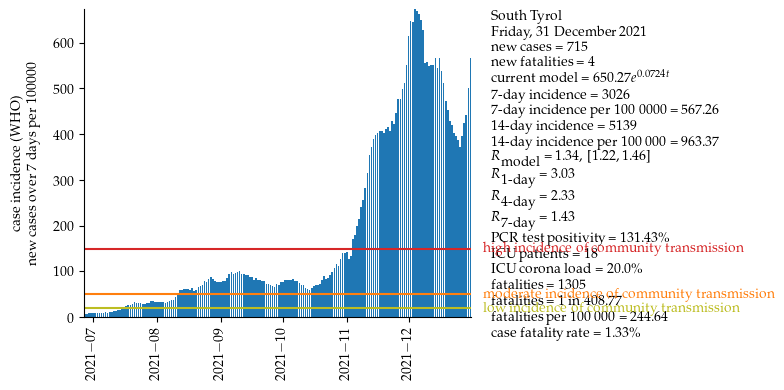 case incidence (WHO)
new cases over 7 days per 100000
600
500
400
300
200
100
0
2021−07
2021−08
2021−09
2021−10
2021−11
2021−12
South Tyrol
Friday, 31 December 2021
new cases = 715
new fatalities = 4
current model = 650.27e^0.0724t
7-day incidence = 3026
7-day incidence per 100 0000 = 567.26
14-day incidence = 5139
14-day incidence per 100 000 = 963.37
R model = 1.34, [1.22, 1.46]
R 1-day = 3.03
R 4-day = 2.33
R 7-day = 1.43
PCR test positivity = 131.43%
high incidence of community transmission
ICU patients = 18
ICU corona load = 20.0%
fatalities = 1305
moderate incidence of community transmission
fatalities = 1 in 408.77
low incidence of community transmission
fatalities per 100 000 = 244.64
case fatality rate = 1.33%